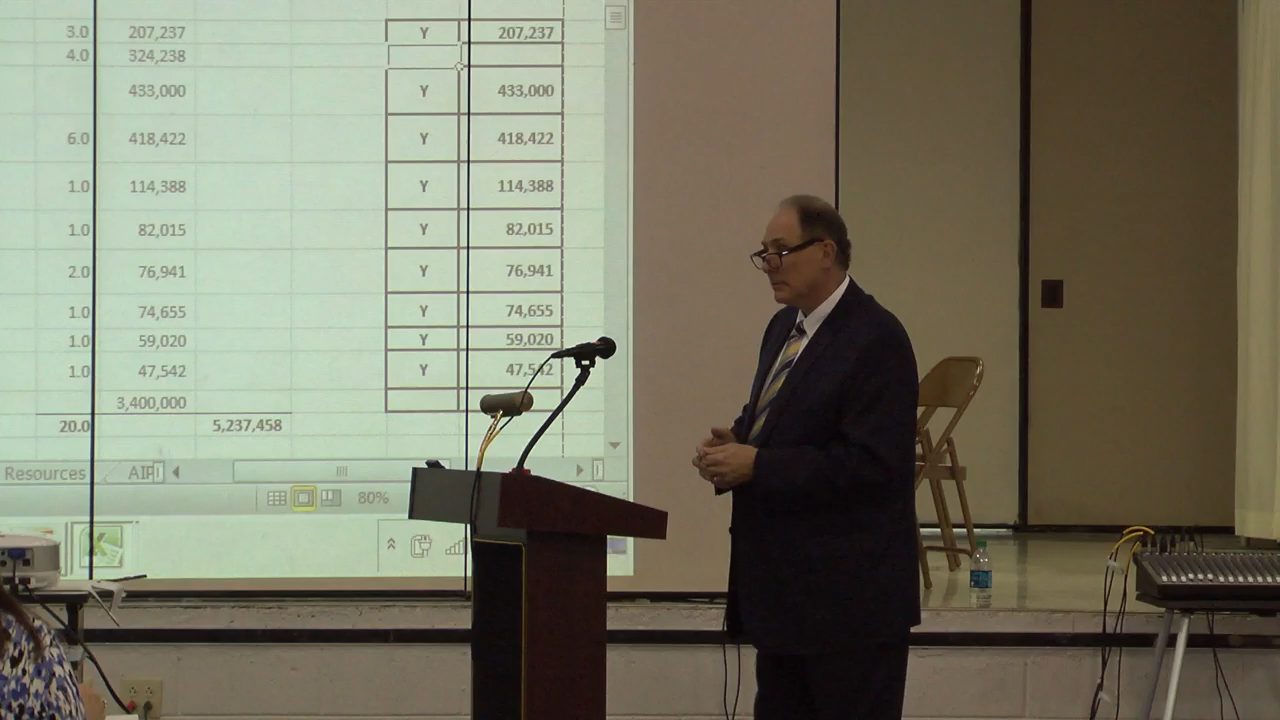 3.0 207,237 Y 207,237
4.0 324,238
433,000 Y 433,000
6.0 418,422 Y 418,422
1.0 114,388 Y 114,388
1.0 82,015 Y 82,015
2.0 76,941 Y 76,941
1.0 74,655 Y 74,655
1.0 59,020 Y 59,020
1.0 47,542 Y 47,542
3,400,000
20.0 5,237,458
Resources AIP
80%